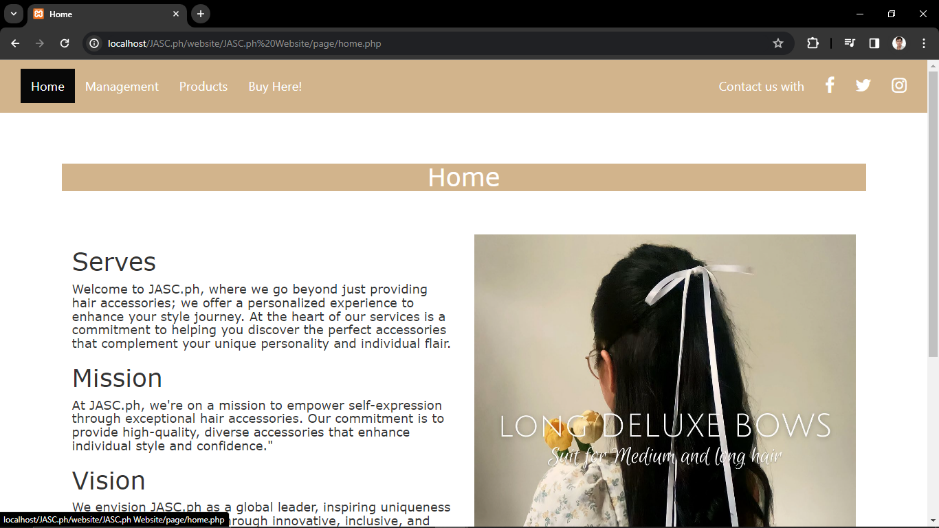 Home
localhost/JASC.ph/website/JASC.ph%20Website/page/home.php
Home
Management
Products
Buy Here!
Contact us with
Home
Serves
Welcome to JASC.ph, where we go beyond just providing
hair accessories; we offer a personalized experience to
enhance your style journey. At the heart of our services is a
commitment to helping you discover the perfect accessories
that complement your unique personality and individual flair.
Mission
At JASC.ph, we're on a mission to empower self-expression
through exceptional hair accessories. Our commitment is to
provide high-quality, diverse accessories that enhance
individual style and confidence."
Vision
We envision JASC.ph as a global leader, inspiring uniqueness
through innovative, inclusive, and
LONG/DELUXE BOWS
Suit for Medium and long hair
localhost/JASC.ph/website/JASC.ph Website/page/home.php